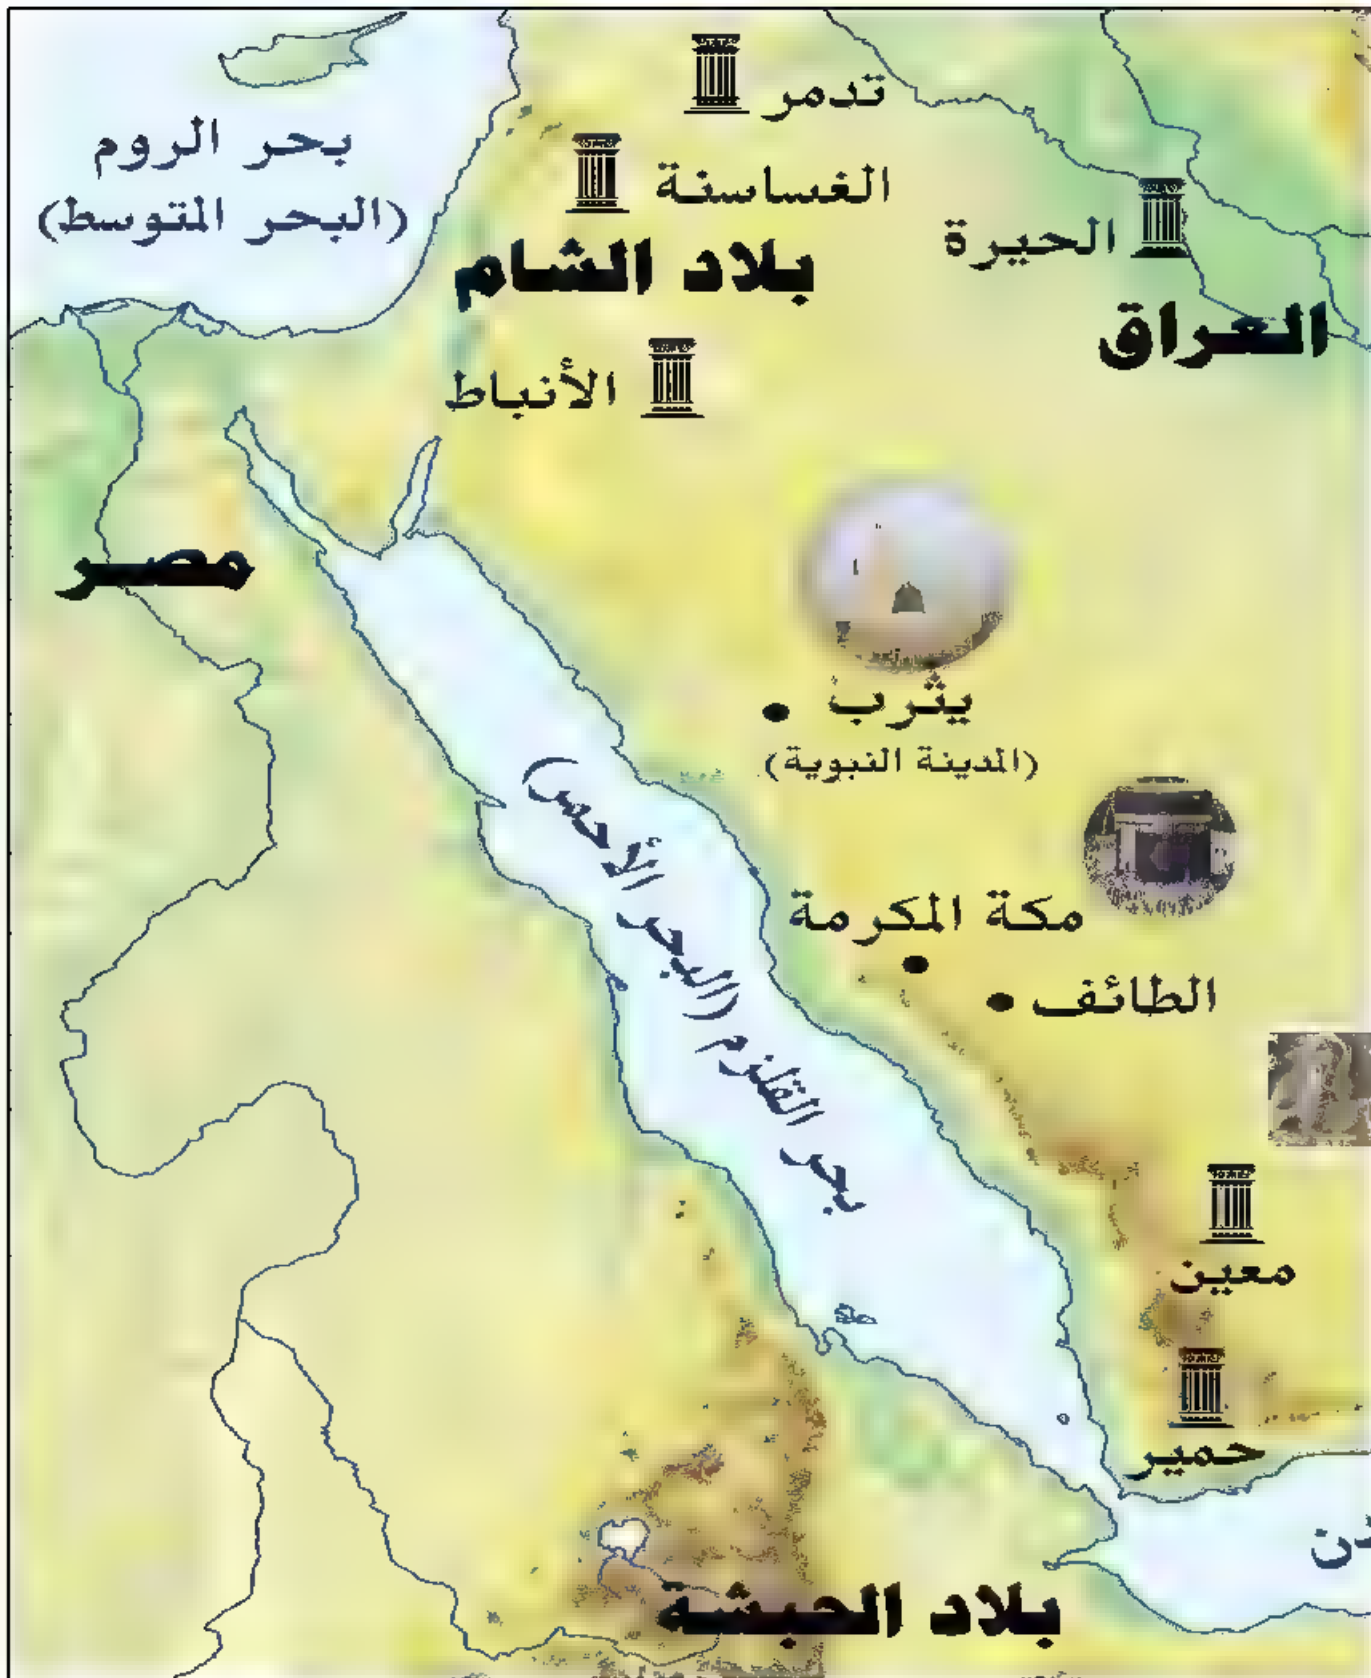 تدمر
بحر الروم
(البحر المتوسط)
الغساسنة
الحيرة
بلاد الشام
العراق
الأنباط
مصر
يثرب
(المدينة النبوية)
بحر القلزم (البحر الأحمر)
مكة المكرمة
الطائف
معين
حمير
بلاد الحبشة